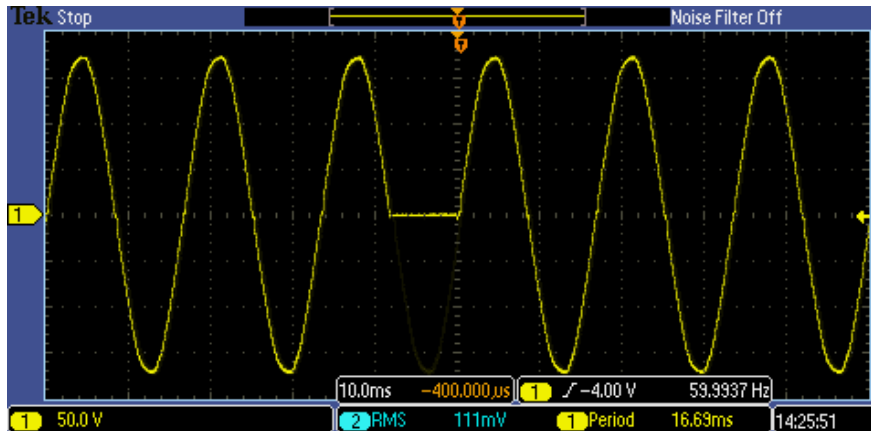 Tek Stop Noise Filter Off
T
T
1
10.0ms -400.000µs 1 -4.00 V 59.9937 Hz
1 50.0 V 2 RMS 111mV 1 Period 16.69ms 14:25:51